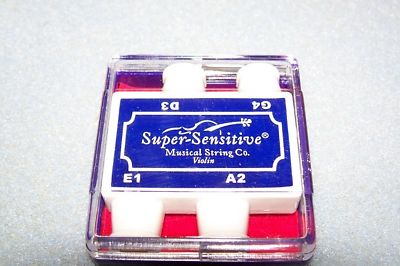 D3
G4
Super-Sensitive®
Musical String Co.
Violin
E1
A2